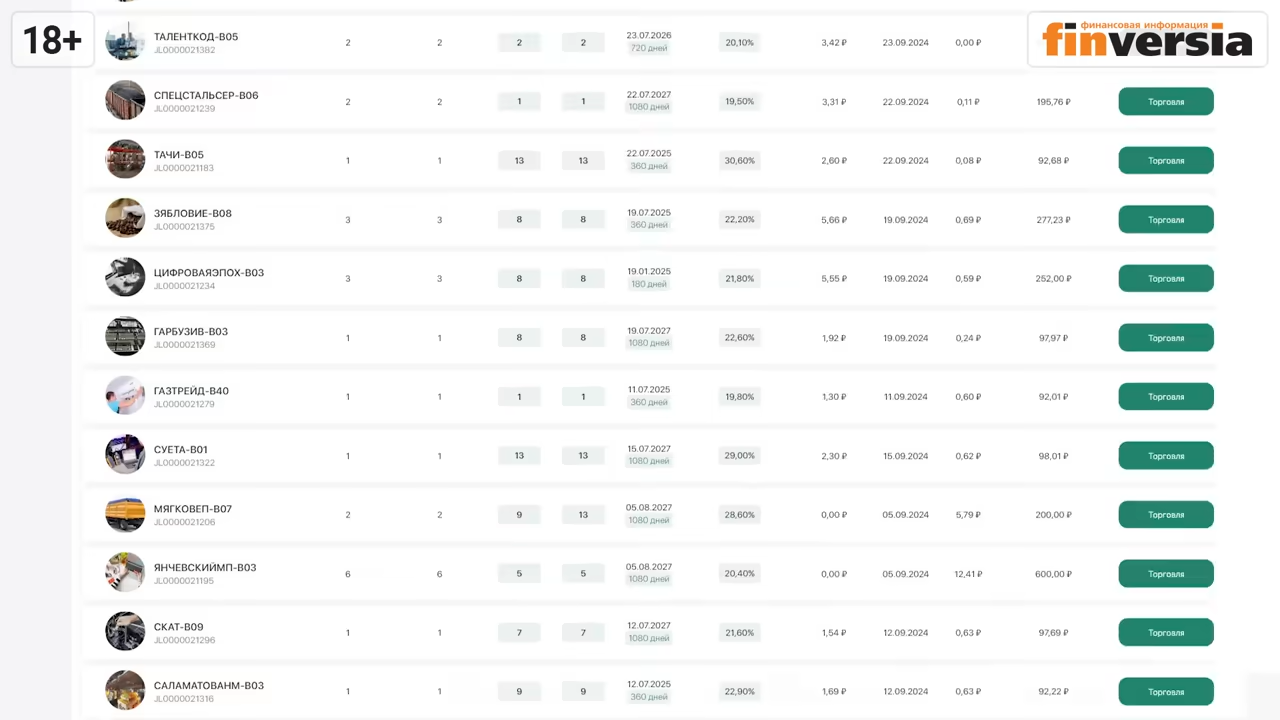 18+
финансовая информация
finversia
ТАЛЕНТКОД-В05
JL0000021382
2 2 2 23.07.2026 720 дней 20,10% 3,42 ₽ 23.09.2024 0,00 ₽
СПЕЦСТАЛЬСЕР-В06
JL0000021239
2 2 1 1 22.07.2027 1080 дней 19,50% 3,31 ₽ 22.09.2024 0,11 ₽ 195,76 ₽ Торговля
ТАЧИ-В05
JL0000021183
1 1 13 13 22.07.2025 360 дней 30,60% 2,60 ₽ 22.09.2024 0,08 ₽ 92,68 ₽ Торговля
ЗЯБЛОВИЕ-В08
JL0000021375
3 3 8 8 19.07.2025 360 дней 22,20% 5,66 ₽ 19.09.2024 0,69 ₽ 277,23 ₽ Торговля
ЦИФРОВАЯЭПОХ-В03
JL0000021234
3 3 8 8 19.01.2025 180 дней 21,80% 5,55 ₽ 19.09.2024 0,59 ₽ 252,00 ₽ Торговля
ГАРБУЗИВ-В03
JL0000021369
1 1 8 8 19.07.2027 1080 дней 22,60% 1,92 ₽ 19.09.2024 0,24 ₽ 97,97 ₽ Торговля
ГАЗТРЕЙД-В40
JL0000021279
1 1 1 1 11.07.2025 360 дней 19,80% 1,30 ₽ 11.09.2024 0,60 ₽ 92,01 ₽ Торговля
СУЕТА-В01
JL0000021322
1 1 13 13 15.07.2027 1080 дней 29,00% 2,30 ₽ 15.09.2024 0,62 ₽ 98,01 ₽ Торговля
МЯГКОВЕП-В07
JL0000021206
2 2 9 13 05.08.2027 1080 дней 28,60% 0,00 ₽ 05.09.2024 5,79 ₽ 200,00 ₽ Торговля
ЯНЧЕВСКИЙМП-В03
JL0000021195
6 6 5 5 05.08.2027 1080 дней 20,40% 0,00 ₽ 05.09.2024 12,41 ₽ 600,00 ₽ Торговля
СКАТ-В09
JL0000021296
1 1 7 7 12.07.2027 1080 дней 21,60% 1,54 ₽ 12.09.2024 0,63 ₽ 97,69 ₽ Торговля
САЛАМАТОВАНМ-В03
JL0000021316
1 1 9 9 12.07.2025 360 дней 22,90% 1,69 ₽ 12.09.2024 0,63 ₽ 92,22 ₽ Торговля